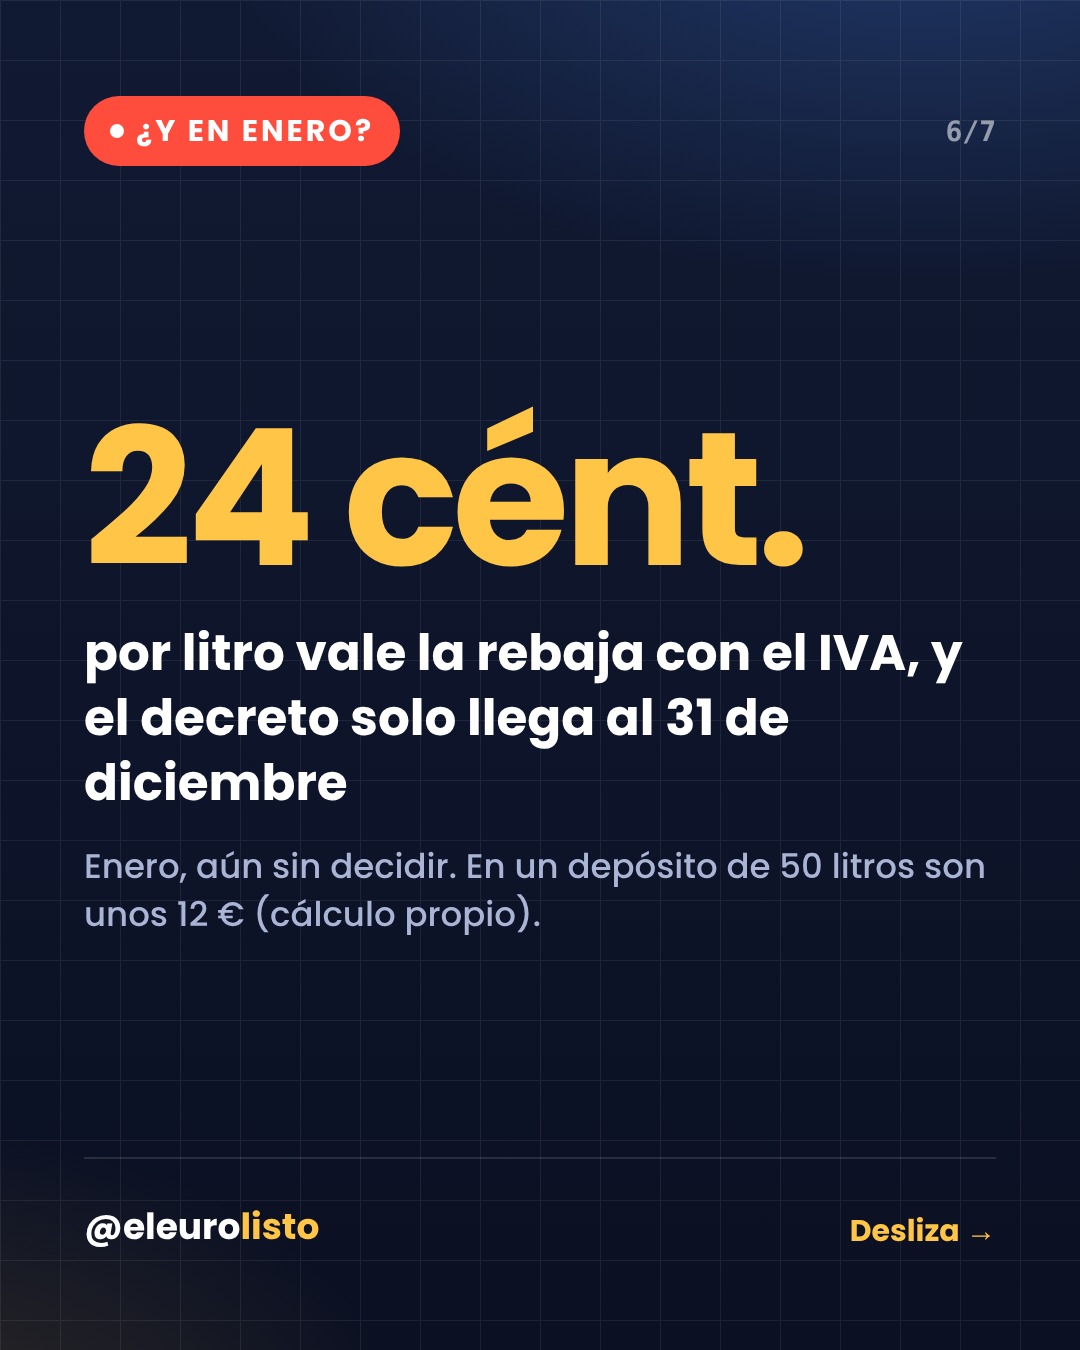 ¿Y EN ENERO?
6/7
24 cént.
por litro vale la rebaja con el IVA, y
el decreto solo llega al 31 de
diciembre
Enero, aún sin decidir. En un depósito de 50 litros son
unos 12 € (cálculo propio).
@eleurolisto
Desliza →